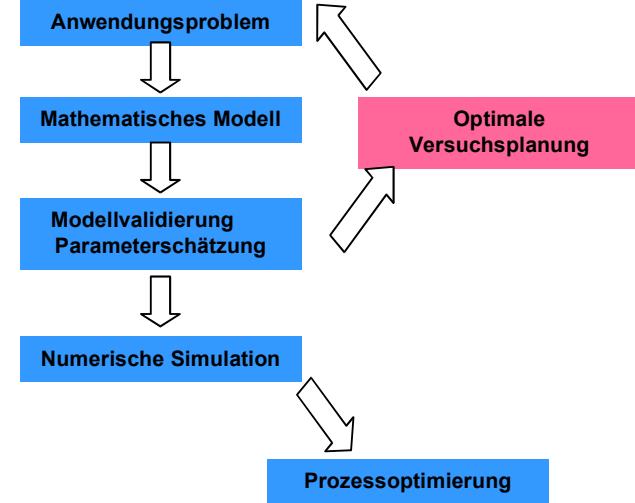 Anwendungsproblem
Mathematisches Modell
Optimale
Versuchsplanung
Modellvalidierung
Parameterschätzung
Numerische Simulation
Prozessoptimierung